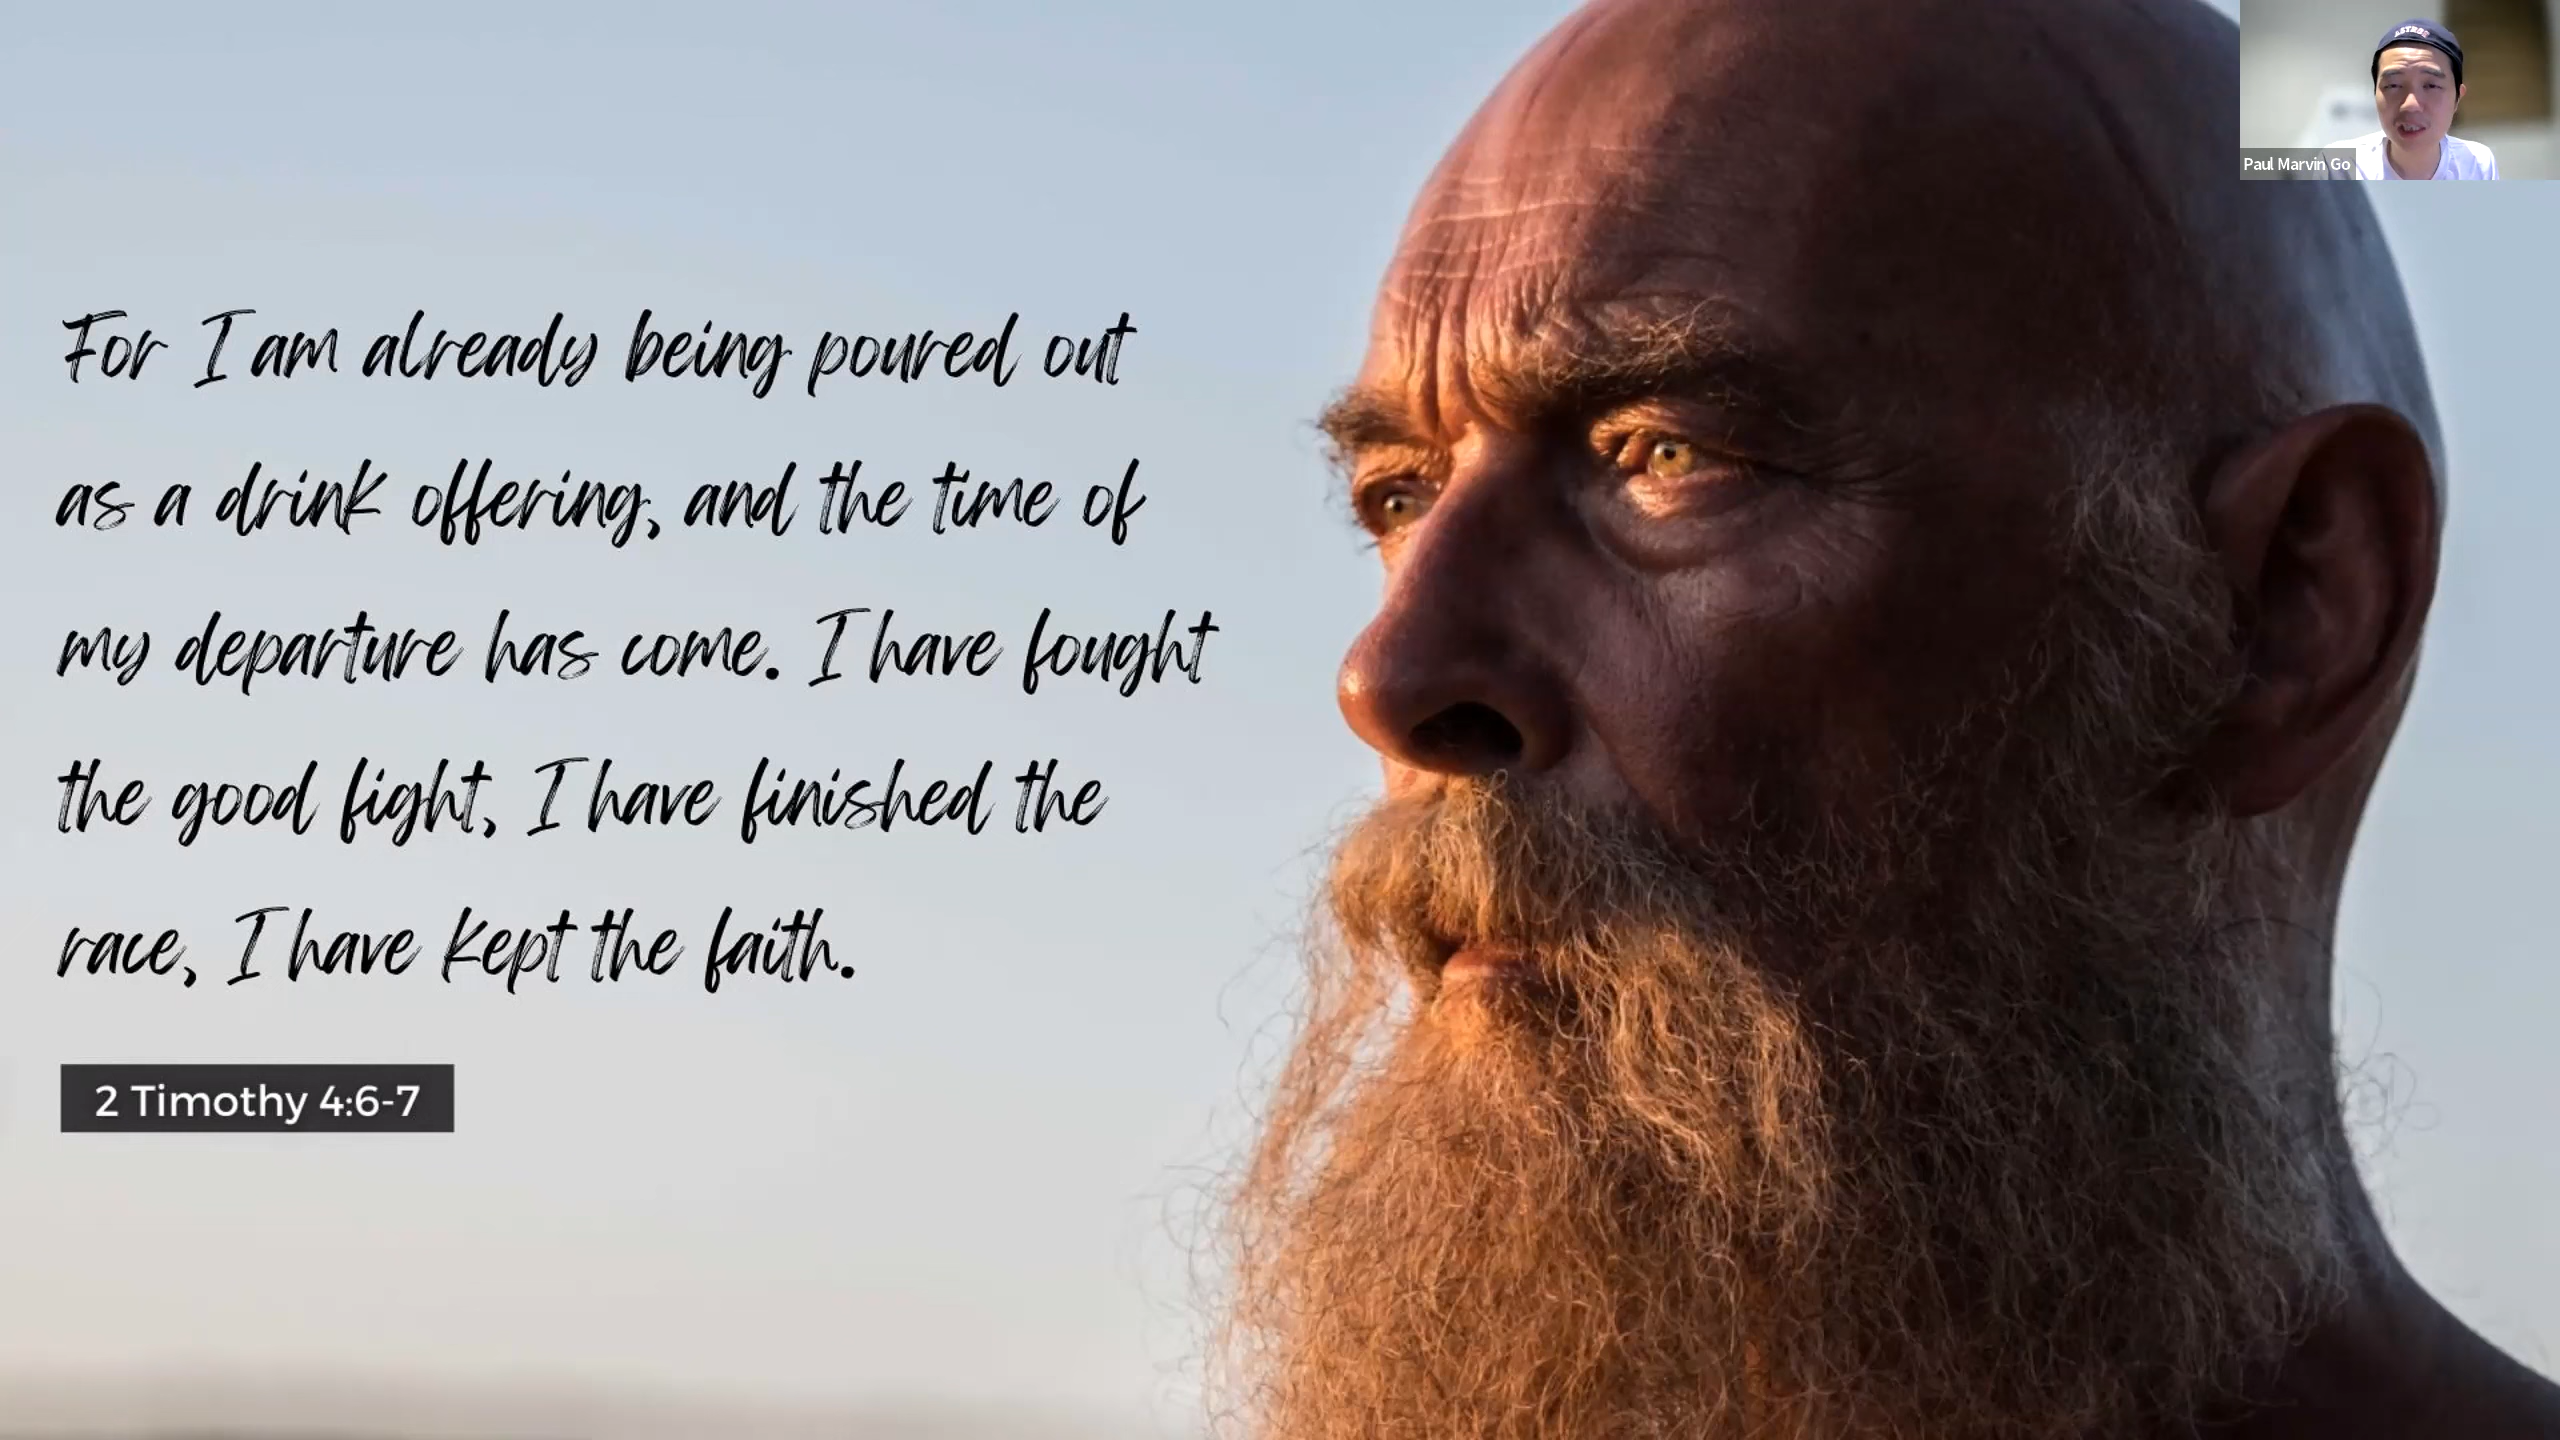 ASTROS
Paul Marvin Go
For I am already being poured out
as a drink offering, and the time of
my departure has come. I have fought
the good fight, I have finished the
race, I have kept the faith.
2 Timothy 4:6-7